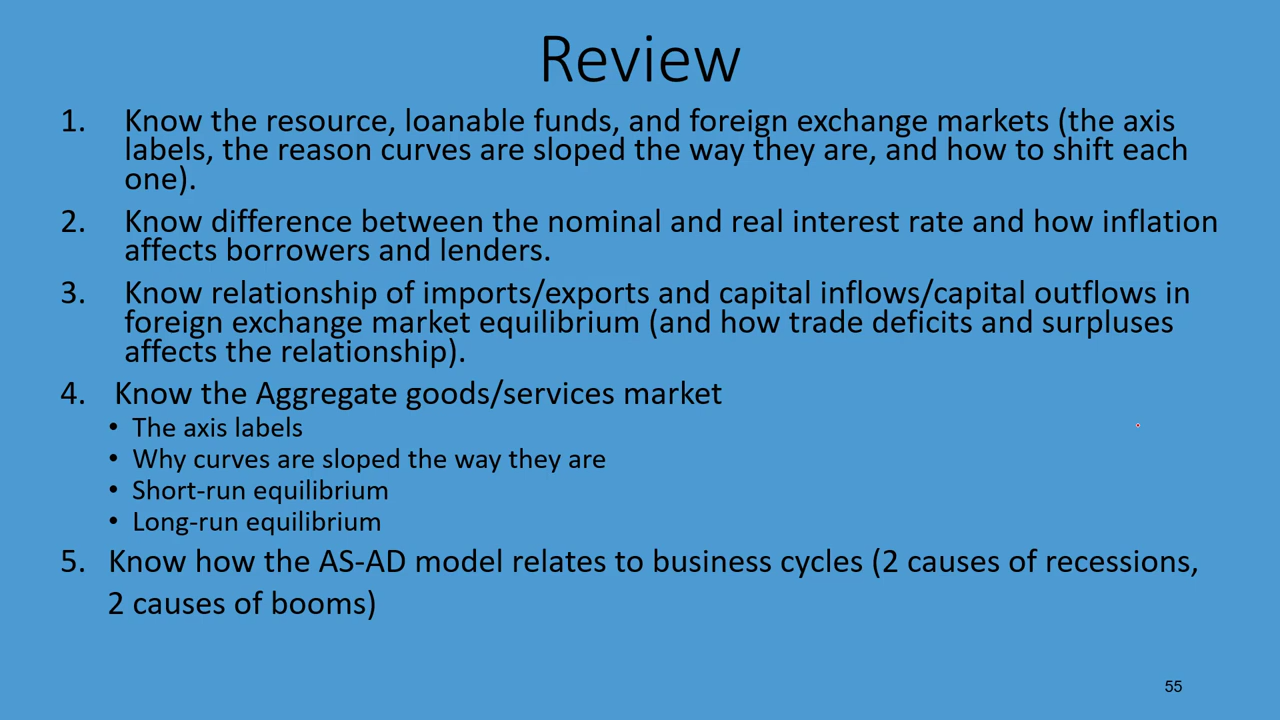 Review
1. Know the resource, loanable funds, and foreign exchange markets (the axis
labels, the reason curves are sloped the way they are, and how to shift each
one).
2. Know difference between the nominal and real interest rate and how inflation
affects borrowers and lenders.
3. Know relationship of imports/exports and capital inflows/capital outflows in
foreign exchange market equilibrium (and how trade deficits and surpluses
affects the relationship).
4. Know the Aggregate goods/services market
• The axis labels
• Why curves are sloped the way they are
• Short-run equilibrium
• Long-run equilibrium
5. Know how the AS-AD model relates to business cycles (2 causes of recessions,
2 causes of booms)
55